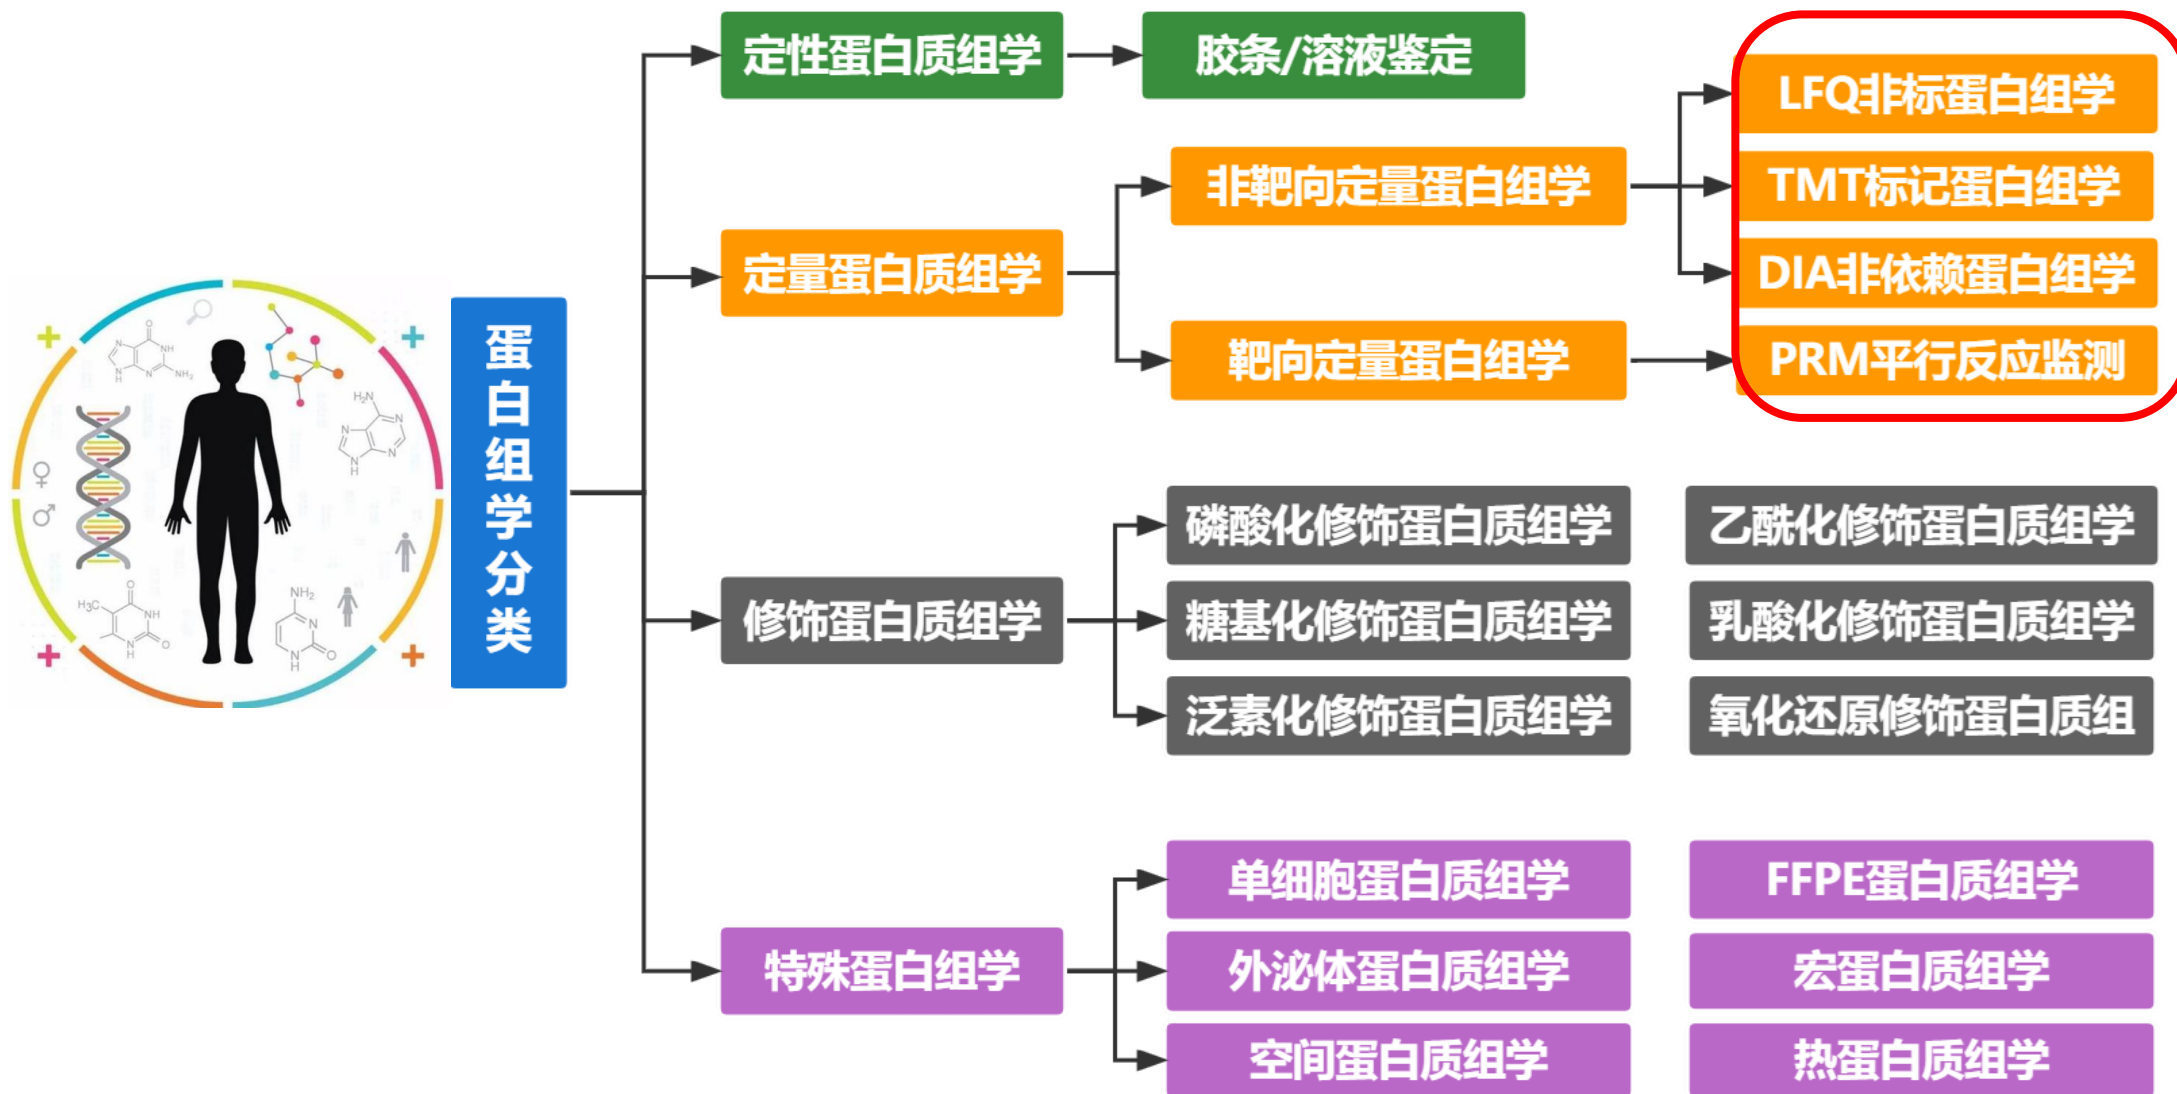 蛋白组学分类
定性蛋白质组学
胶条/溶液鉴定
定量蛋白质组学
非靶向定量蛋白组学
LFQ非标蛋白组学
TMT标记蛋白组学
DIA非依赖蛋白组学
靶向定量蛋白组学
PRM平行反应监测
修饰蛋白质组学
磷酸化修饰蛋白质组学
乙酰化修饰蛋白质组学
糖基化修饰蛋白质组学
乳酸化修饰蛋白质组学
泛素化修饰蛋白质组学
氧化还原修饰蛋白质组
特殊蛋白组学
单细胞蛋白质组学
FFPE蛋白质组学
外泌体蛋白质组学
宏蛋白质组学
空间蛋白质组学
热蛋白质组学
O
N
NH
N
H
N
NH₂
H₂N
N
N
N
N
H
♀
♂
O
H₃C
NH
N
H
O
NH₂
N
N
H
O